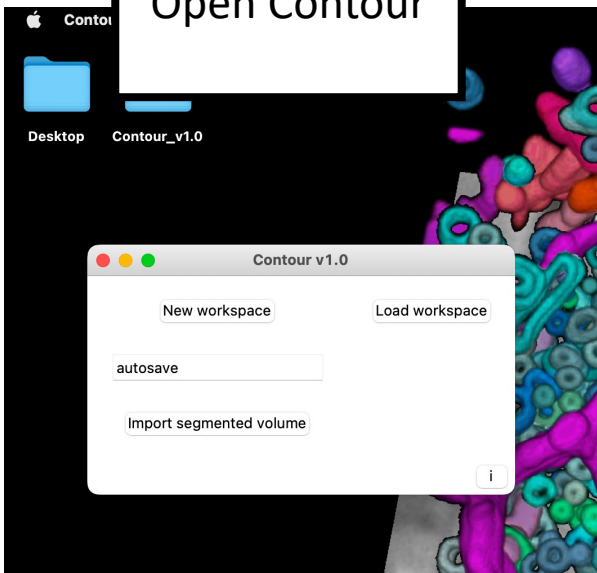 Open Contour
Desktop
Contour_v1.0
Contour v1.0
New workspace
Load workspace
autosave
Import segmented volume
i